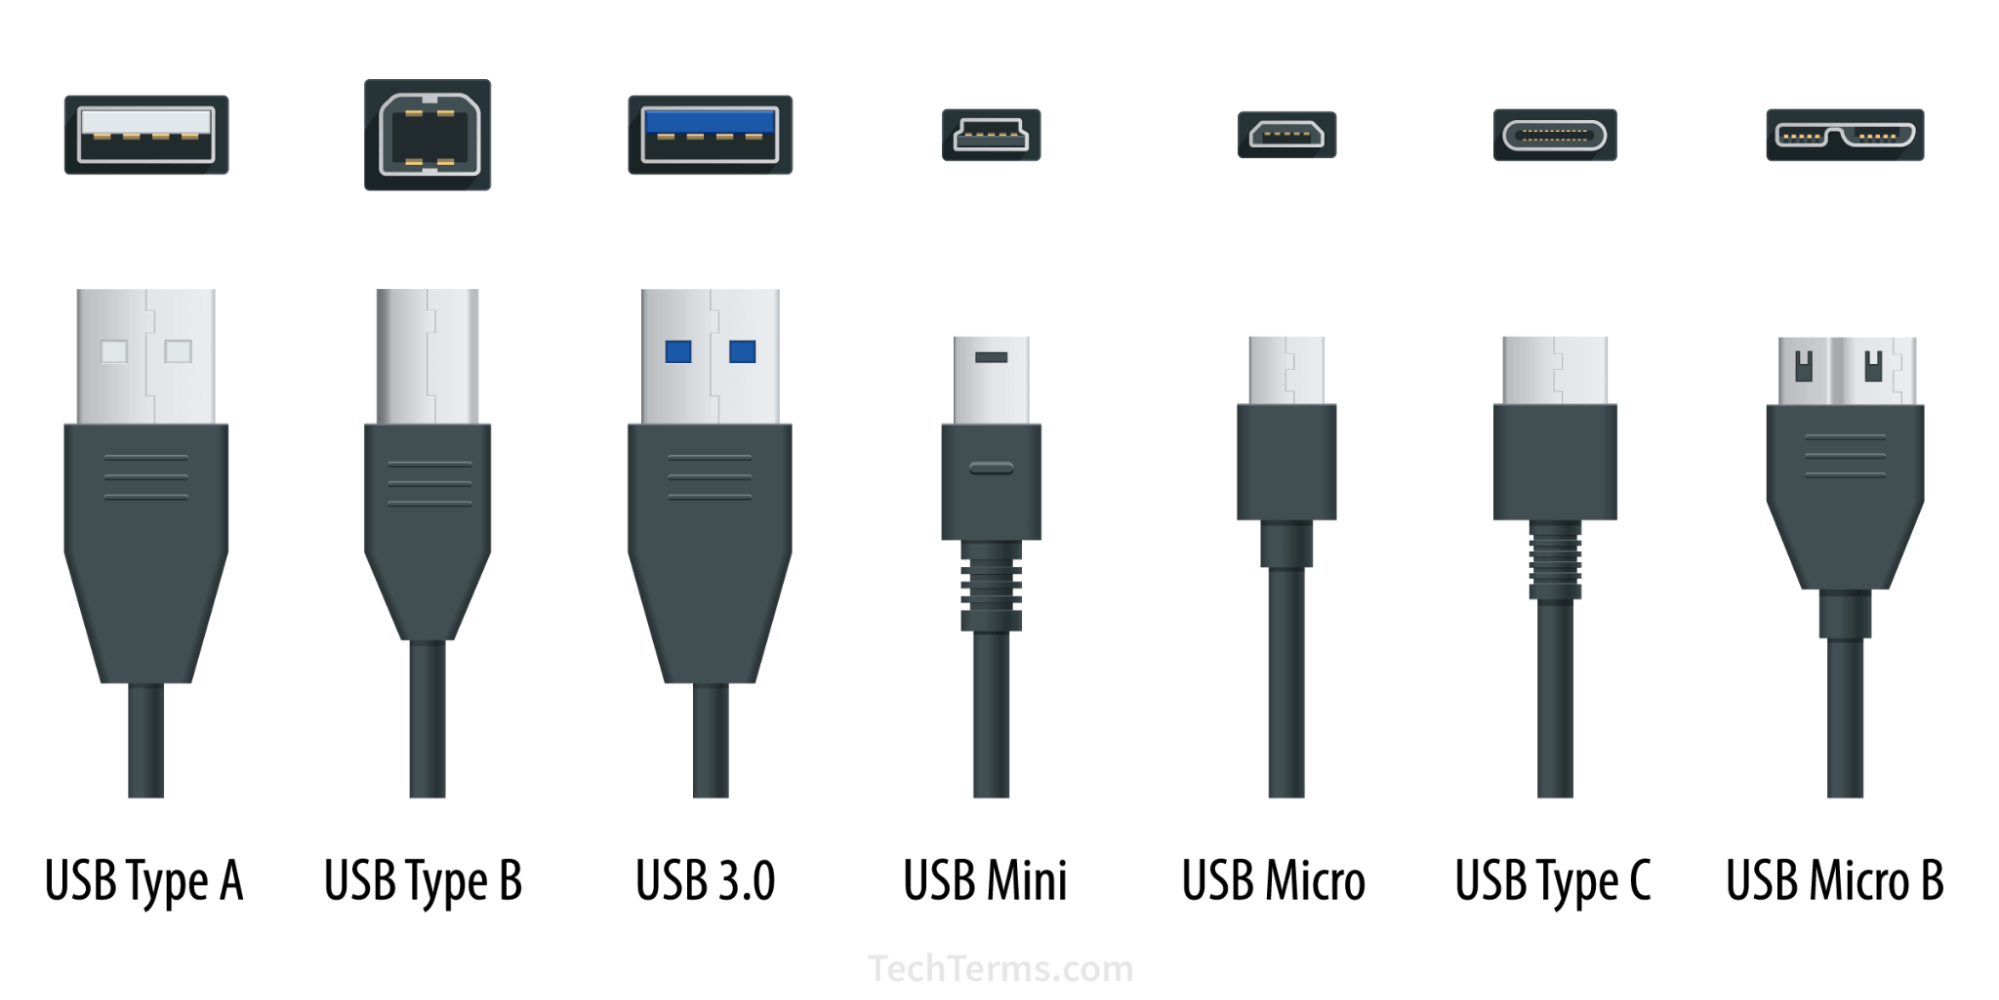 USB Type A
USB Type B
USB 3.0
USB Mini
USB Micro
USB Type C
USB Micro B
TechTerms.com